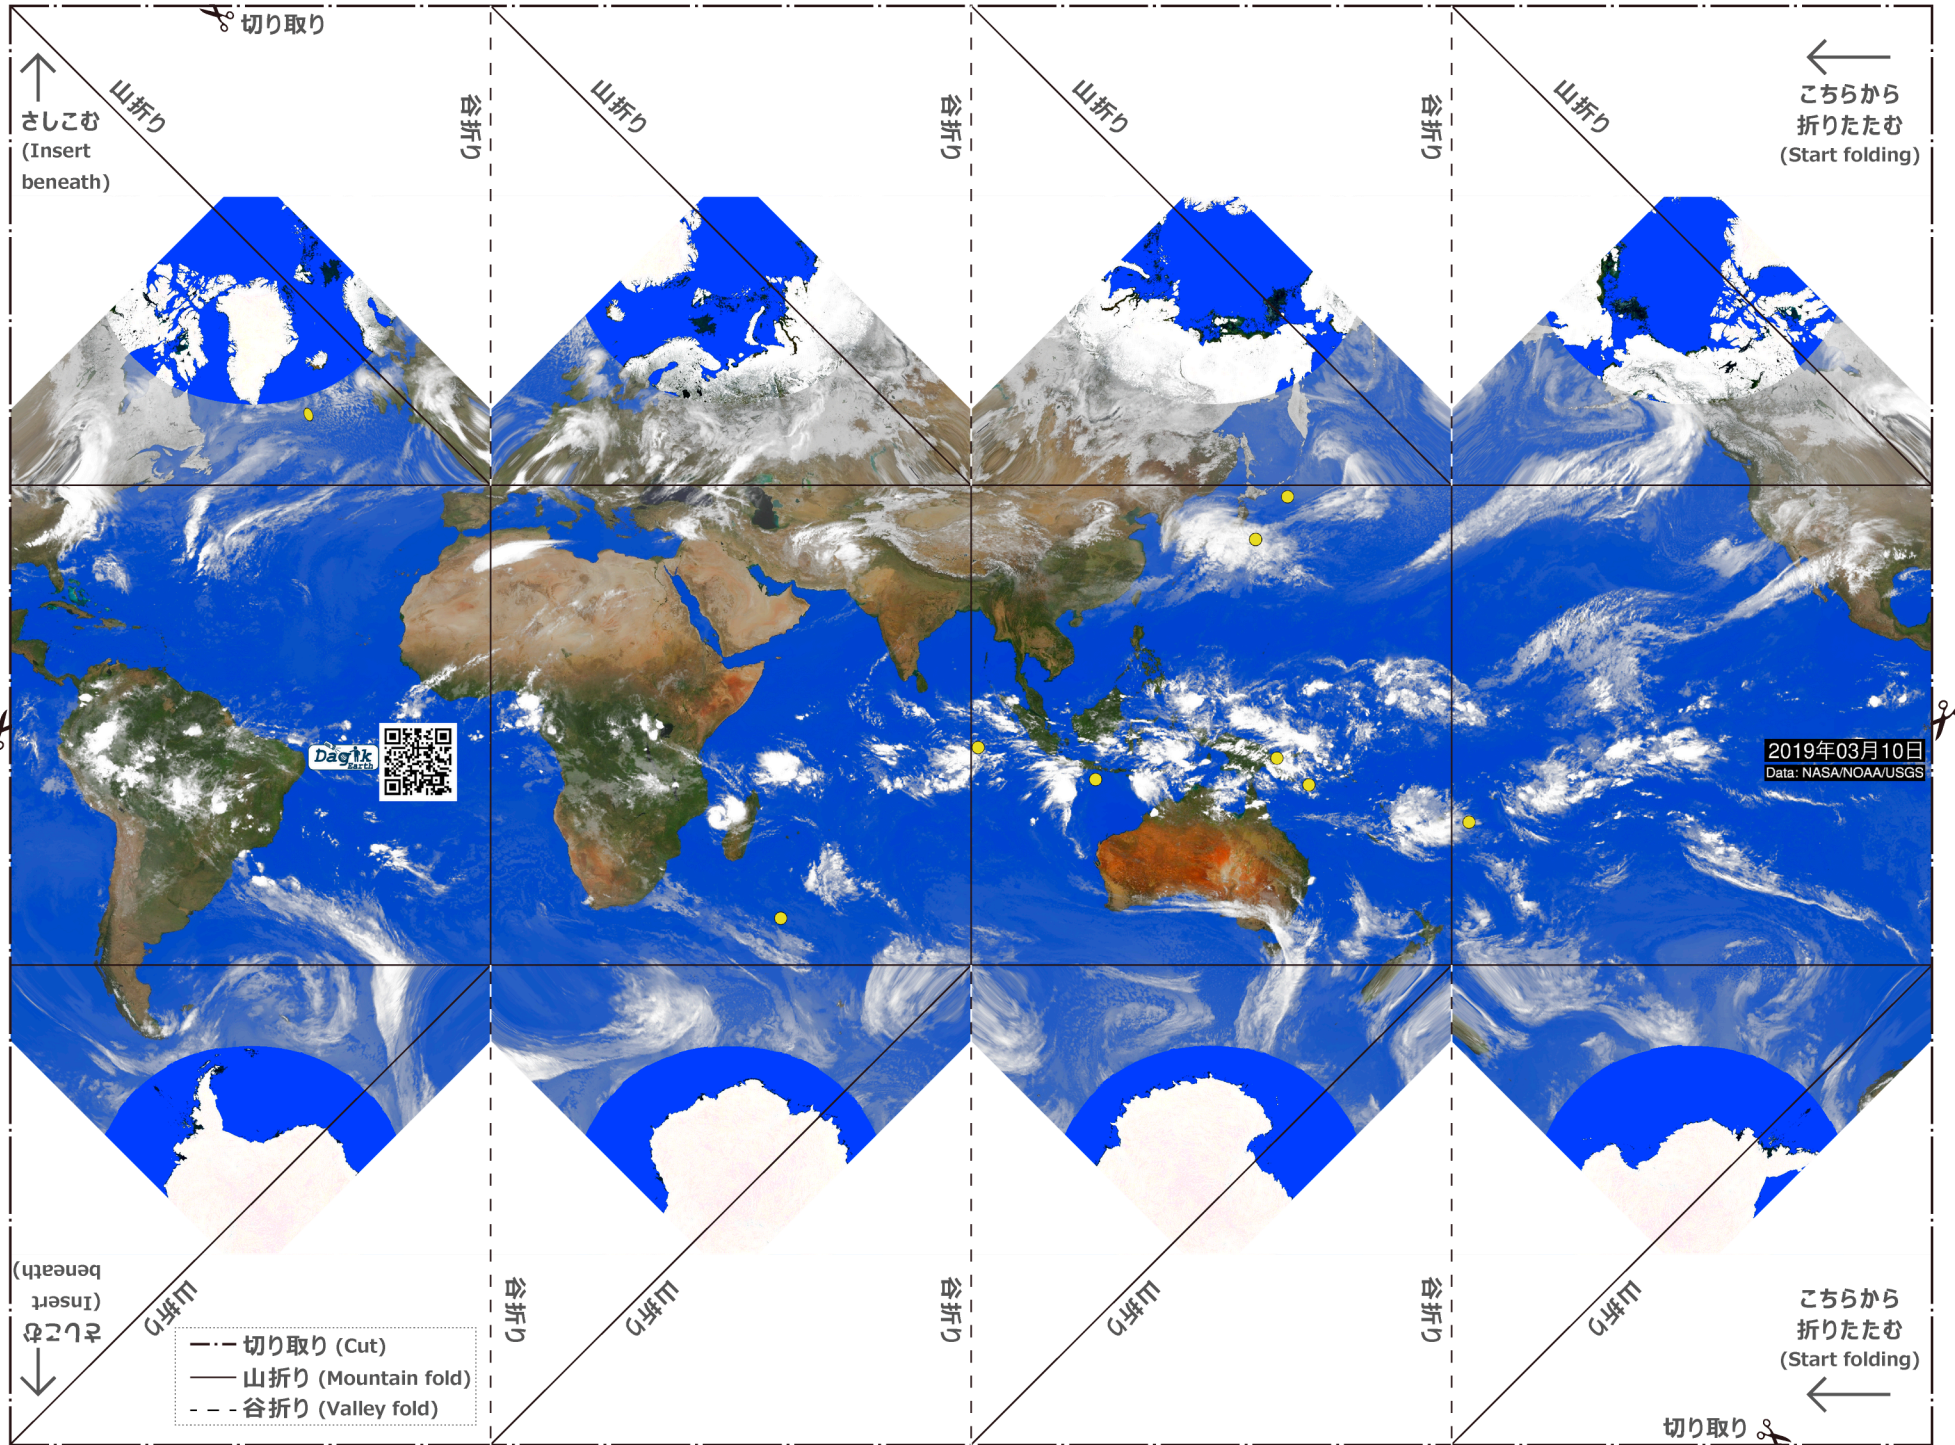 切り取り
さしこむ
(Insert
beneath)
山折り
谷折り
山折り
谷折り
山折り
谷折り
山折り
こちらから
折りたたむ
(Start folding)
Dagik
Earth
2019年03月10日
Data: NASA/NOAA/USGS
さしこむ
(Insert
beneath)
山折り
谷折り
山折り
谷折り
山折り
谷折り
山折り
こちらから
折りたたむ
(Start folding)
切り取り (Cut)
山折り (Mountain fold)
谷折り (Valley fold)
切り取り